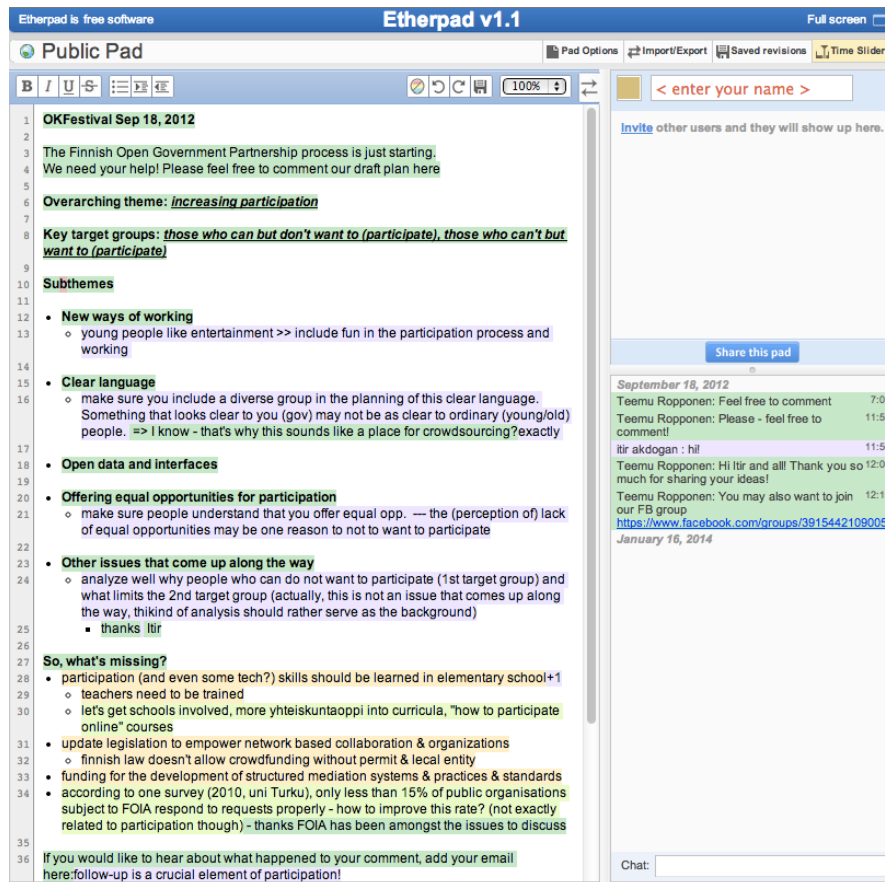 Etherpad is free software
Etherpad v1.1
Full screen
Public Pad
Pad Options
Import/Export
Saved revisions
Time Slider
B I U S
100%
< enter your name >
Invite other users and they will show up here.
1 OKFestival Sep 18, 2012
2
3 The Finnish Open Government Partnership process is just starting.
4 We need your help! Please feel free to comment our draft plan here
5
6 Overarching theme: increasing participation
7
8 Key target groups: those who can but don't want to (participate), those who can't but
want to (participate)
9
10 Subthemes
11
12 • New ways of working
13 ◦ young people like entertainment >> include fun in the participation process and
working
14
15 • Clear language
16 ◦ make sure you include a diverse group in the planning of this clear language.
Something that looks clear to you (gov) may not be as clear to ordinary (young/old)
people. => I know - that's why this sounds like a place for crowdsourcing?exactly
17
18 • Open data and interfaces
19
20 • Offering equal opportunities for participation
21 ◦ make sure people understand that you offer equal opp. --- the (perception of) lack
of equal opportunities may be one reason to not to want to participate
22
23 • Other issues that come up along the way
24 ◦ analyze well why people who can do not want to participate (1st target group) and
what limits the 2nd target group (actually, this is not an issue that comes up along
the way, thikind of analysis should rather serve as the background)
25 ▪ thanks Itir
26
27 So, what's missing?
28 • participation (and even some tech?) skills should be learned in elementary school+1
29 ◦ teachers need to be trained
30 ◦ let's get schools involved, more yhteiskuntaoppi into curricula, "how to participate
online" courses
31 • update legislation to empower network based collaboration & organizations
32 ◦ finnish law doesn't allow crowdfunding without permit & lecal entity
33 • funding for the development of structured mediation systems & practices & standards
34 • according to one survey (2010, uni Turku), only less than 15% of public organisations
subject to FOIA respond to requests properly - how to improve this rate? (not exactly
related to participation though) - thanks FOIA has been amongst the issues to discuss
35
36 If you would like to hear about what happened to your comment, add your email
here:follow-up is a crucial element of participation!
Share this pad
September 18, 2012
Teemu Ropponen: Feel free to comment 7:0
Teemu Ropponen: Please - feel free to 11:5
comment!
itir akdogan : hi! 11:5
Teemu Ropponen: Hi Itir and all! Thank you so 12:0
much for sharing your ideas!
Teemu Ropponen: You may also want to join 12:1
our FB group
https://www.facebook.com/groups/3915442109005
January 16, 2014
Chat: